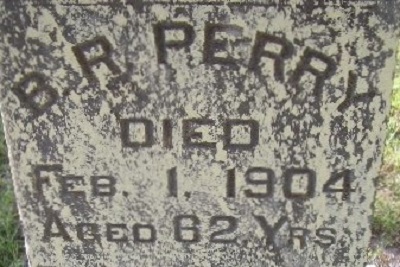 B. R. PERRY
DIED
FEB. 1, 1904
AGED 62 YRS.